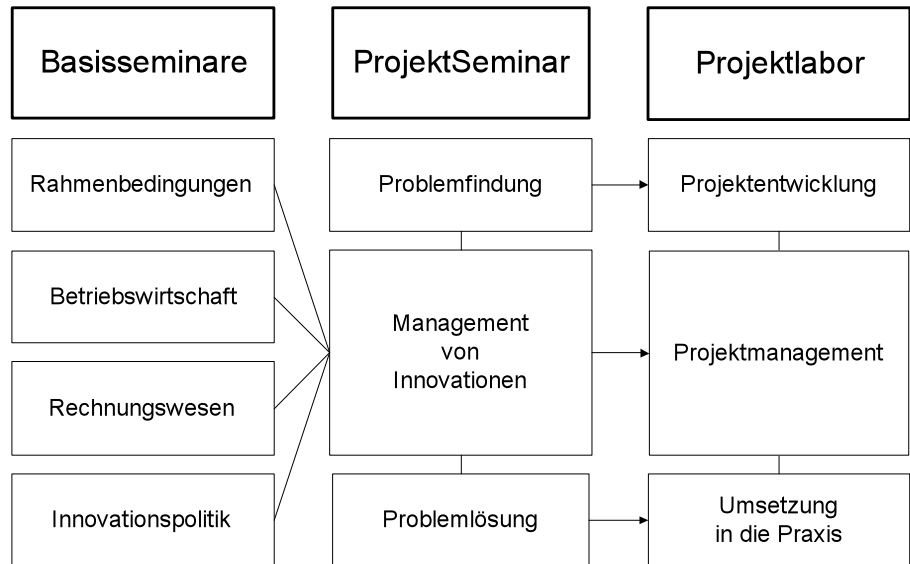 Basisseminare
ProjektSeminar
Projektlabor
Rahmenbedingungen
Problemfindung
Projektentwicklung
Betriebswirtschaft
Management
von
Innovationen
Projektmanagement
Rechnungswesen
Innovationspolitik
Problemlösung
Umsetzung
in die Praxis